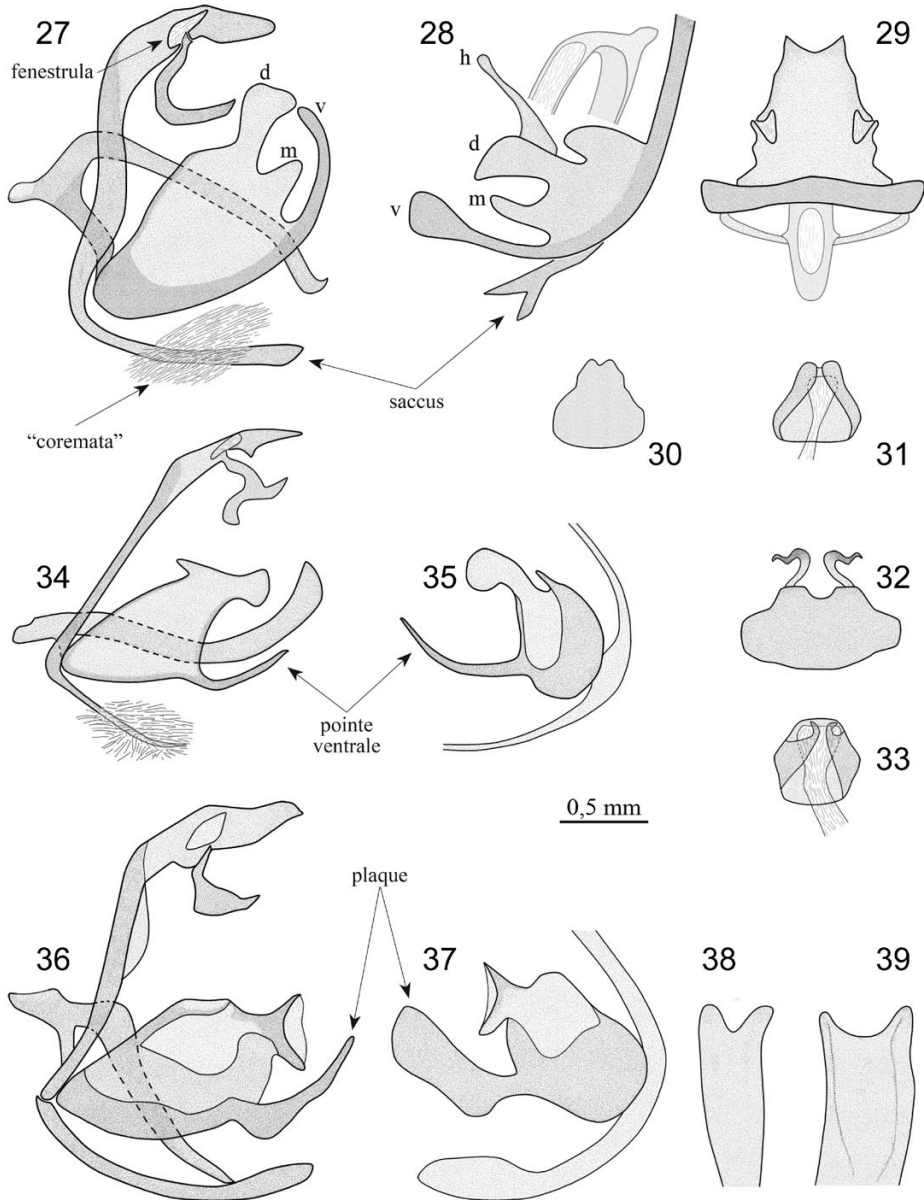 27
28
29
fenestrula
d
v
m
h
d
m
v
saccus
“coremata”
30
31
34
35
32
pointe
ventrale
33
0,5 mm
plaque
36
37
38
39